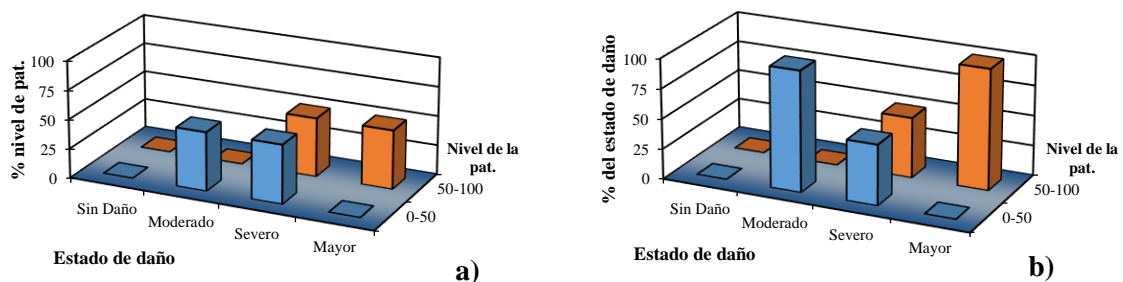 % nivel de pat.
100
75
50
25
0
Sin Daño
Moderado
Severo
Mayor
Nivel de la
pat.
50-100
0-50
Estado de daño
a)
% del estado de daño
100
75
50
25
0
Sin Daño
Moderado
Severo
Mayor
Nivel de la
pat.
50-100
0-50
Estado de daño
b)